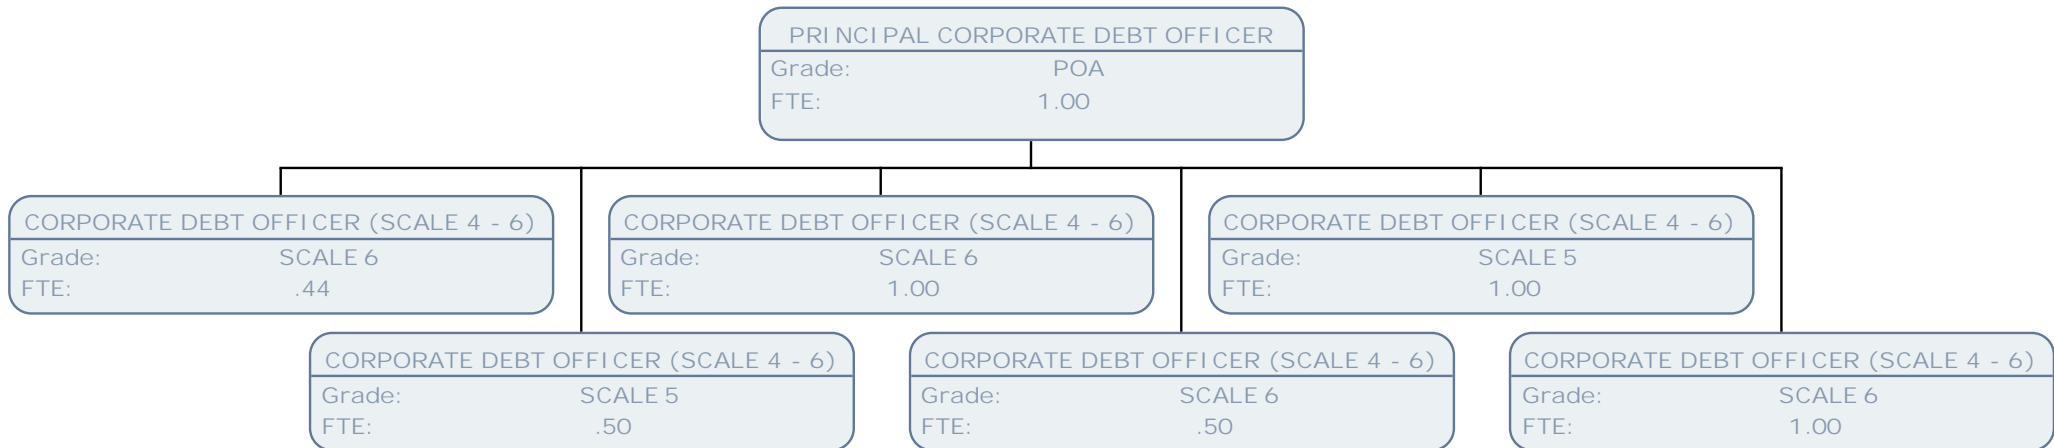 PRINCIPAL CORPORATE DEBT OFFICER
Grade: POA
FTE: 1.00
CORPORATE DEBT OFFICER (SCALE 4 - 6)
Grade: SCALE 6
FTE: .44
CORPORATE DEBT OFFICER (SCALE 4 - 6)
Grade: SCALE 6
FTE: 1.00
CORPORATE DEBT OFFICER (SCALE 4 - 6)
Grade: SCALE 5
FTE: 1.00
CORPORATE DEBT OFFICER (SCALE 4 - 6)
Grade: SCALE 5
FTE: .50
CORPORATE DEBT OFFICER (SCALE 4 - 6)
Grade: SCALE 6
FTE: .50
CORPORATE DEBT OFFICER (SCALE 4 - 6)
Grade: SCALE 6
FTE: 1.00